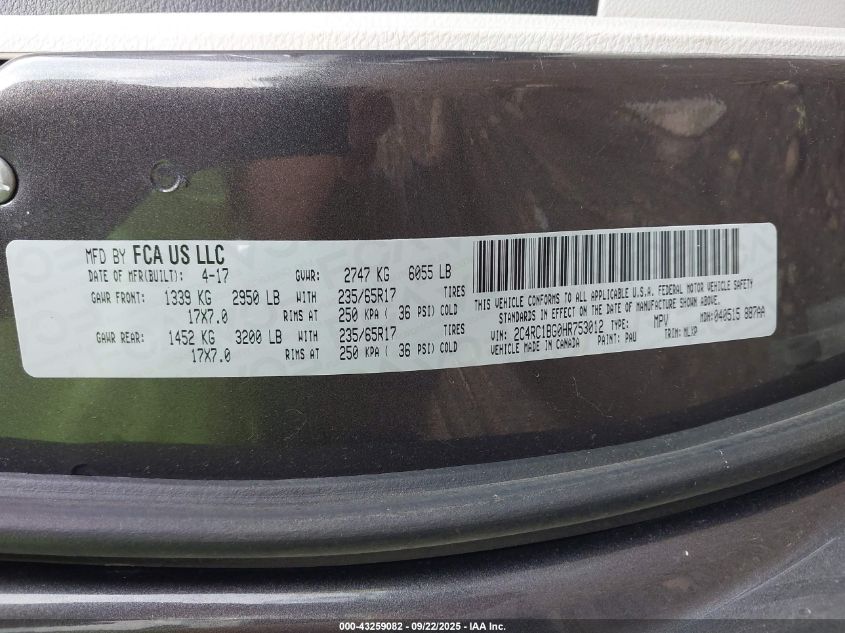 MFD BY FCA US LLC
DATE OF MFR(BUILT): 4-17 GVWR: 2747 KG 6055 LB
GAWR FRONT: 1339 KG 2950 LB WITH 235/65R17 TIRES
17X7.0 RIMS AT 250 KPA ( 36 PSI) COLD
GAWR REAR: 1452 KG 3200 LB WITH 235/65R17 TIRES
17X7.0 RIMS AT 250 KPA ( 36 PSI) COLD
THIS VEHICLE CONFORMS TO ALL APPLICABLE U.S.A. FEDERAL MOTOR VEHICLE SAFETY
STANDARDS IN EFFECT ON THE DATE OF MANUFACTURE SHOWN ABOVE.
VIN: 2C4RC1BG0HR753012 TYPE: MPV MDH: 040515 887AA
VEHICLE MADE IN CANADA PAINT: PAU TRIM: MLXP
000-43259082 - 09/22/2025 - IAA Inc.